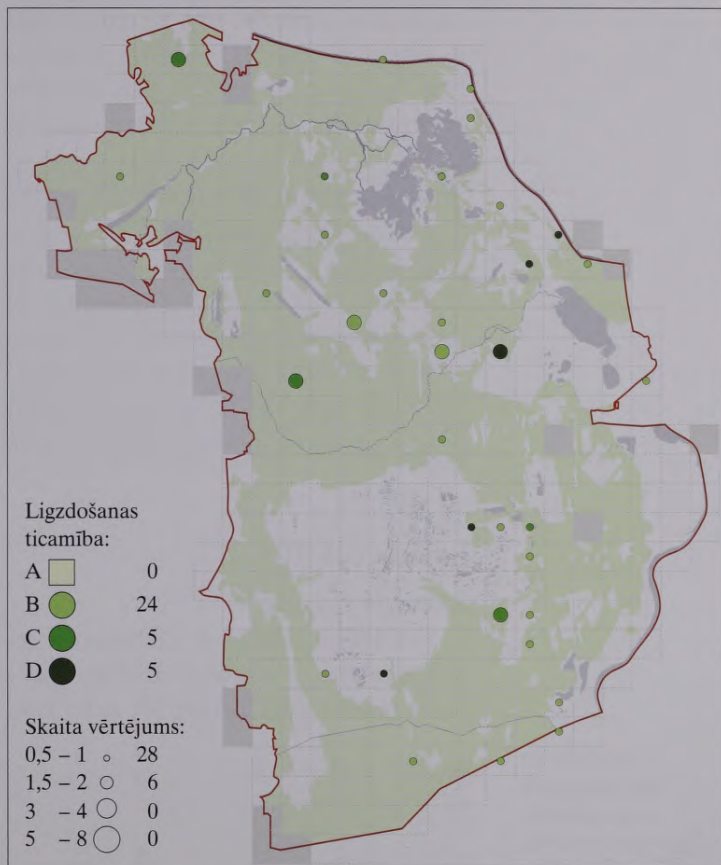 Ligzdošanas
ticamība:
A 0
B 24
C 5
D 5
Skaita vērtējums:
0,5 – 1 28
1,5 – 2 6
3 – 4 0
5 – 8 0